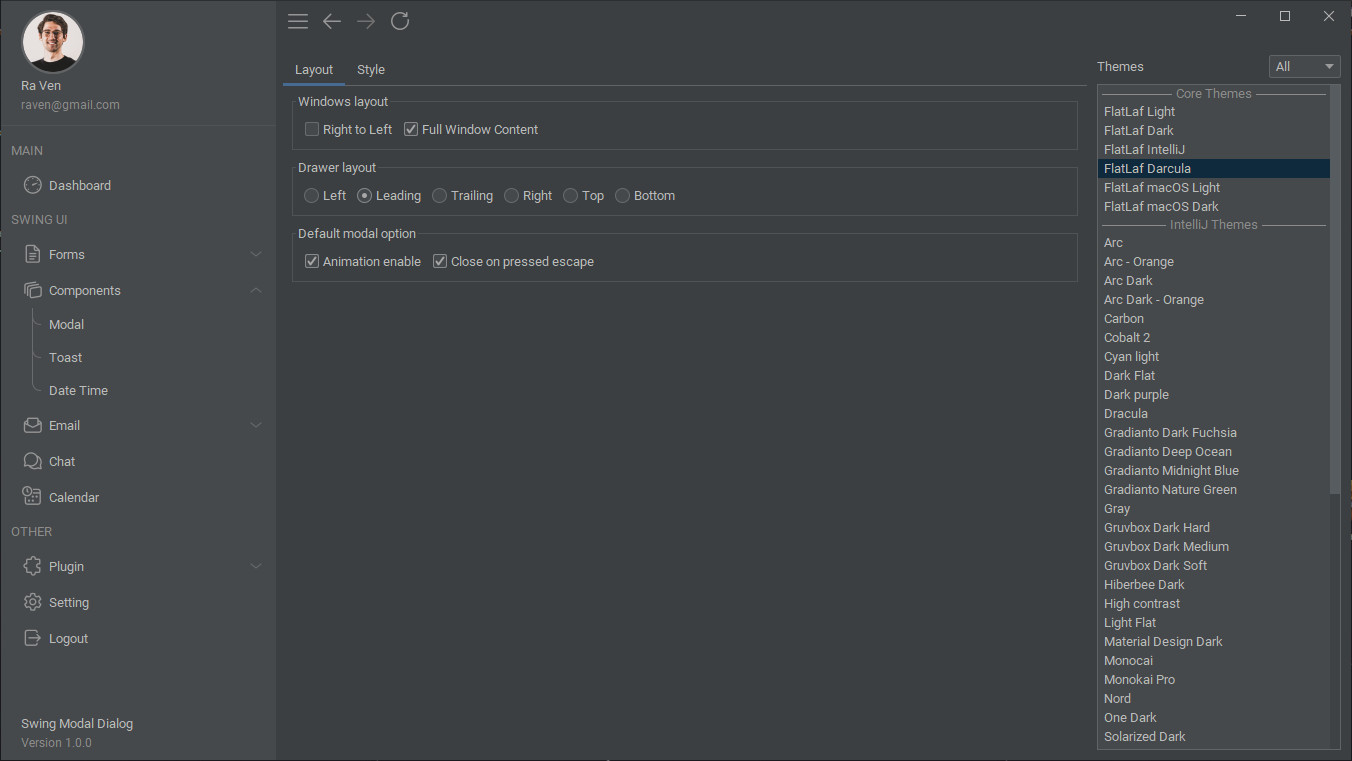 Ra Ven
raven@gmail.com
MAIN
Dashboard
SWING UI
Forms
Components
Modal
Toast
Date Time
Email
Chat
Calendar
OTHER
Plugin
Setting
Logout
Swing Modal Dialog
Version 1.0.0
Layout Style
Windows layout
Right to Left Full Window Content
Drawer layout
Left Leading Trailing Right Top Bottom
Default modal option
Animation enable Close on pressed escape
Themes All
Core Themes
FlatLaf Light
FlatLaf Dark
FlatLaf IntelliJ
FlatLaf Darcula
FlatLaf macOS Light
FlatLaf macOS Dark
IntelliJ Themes
Arc
Arc - Orange
Arc Dark
Arc Dark - Orange
Carbon
Cobalt 2
Cyan light
Dark Flat
Dark purple
Dracula
Gradianto Dark Fuchsia
Gradianto Deep Ocean
Gradianto Midnight Blue
Gradianto Nature Green
Gray
Gruvbox Dark Hard
Gruvbox Dark Medium
Gruvbox Dark Soft
Hiberbee Dark
High contrast
Light Flat
Material Design Dark
Monocai
Monokai Pro
Nord
One Dark
Solarized Dark